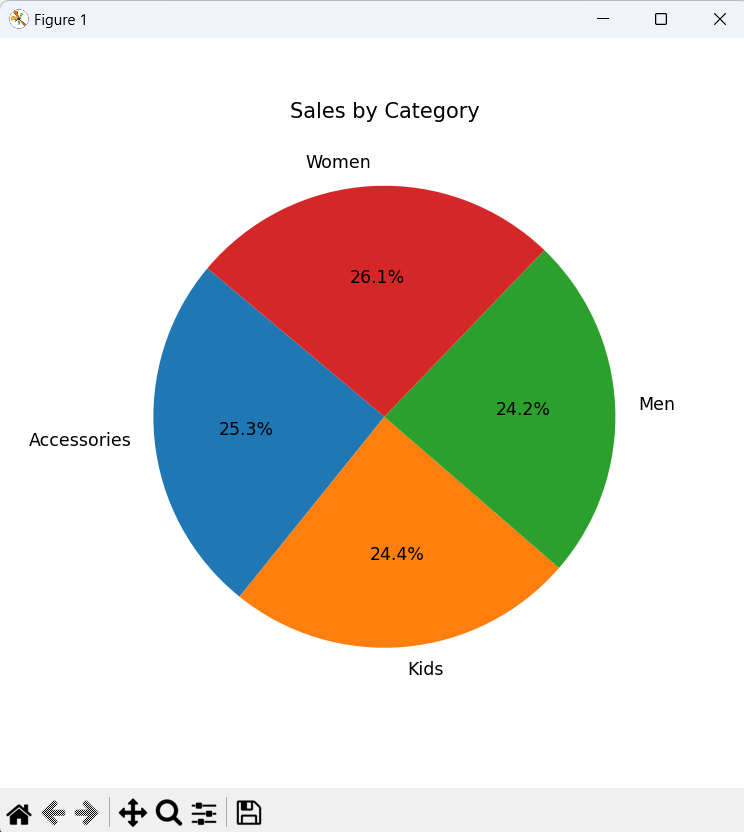 Figure 1
Sales by Category
Women
26.1%
Men
24.2%
25.3%
Accessories
24.4%
Kids